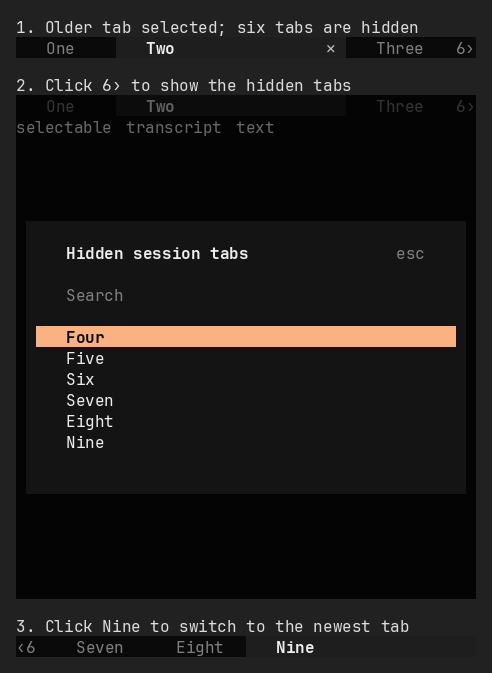 1. Older tab selected; six tabs are hidden
One Two × Three 6›
2. Click 6› to show the hidden tabs
One Two Three 6›
selectable transcript text
Hidden session tabs esc
Search
Four
Five
Six
Seven
Eight
Nine
3. Click Nine to switch to the newest tab
‹6 Seven Eight Nine